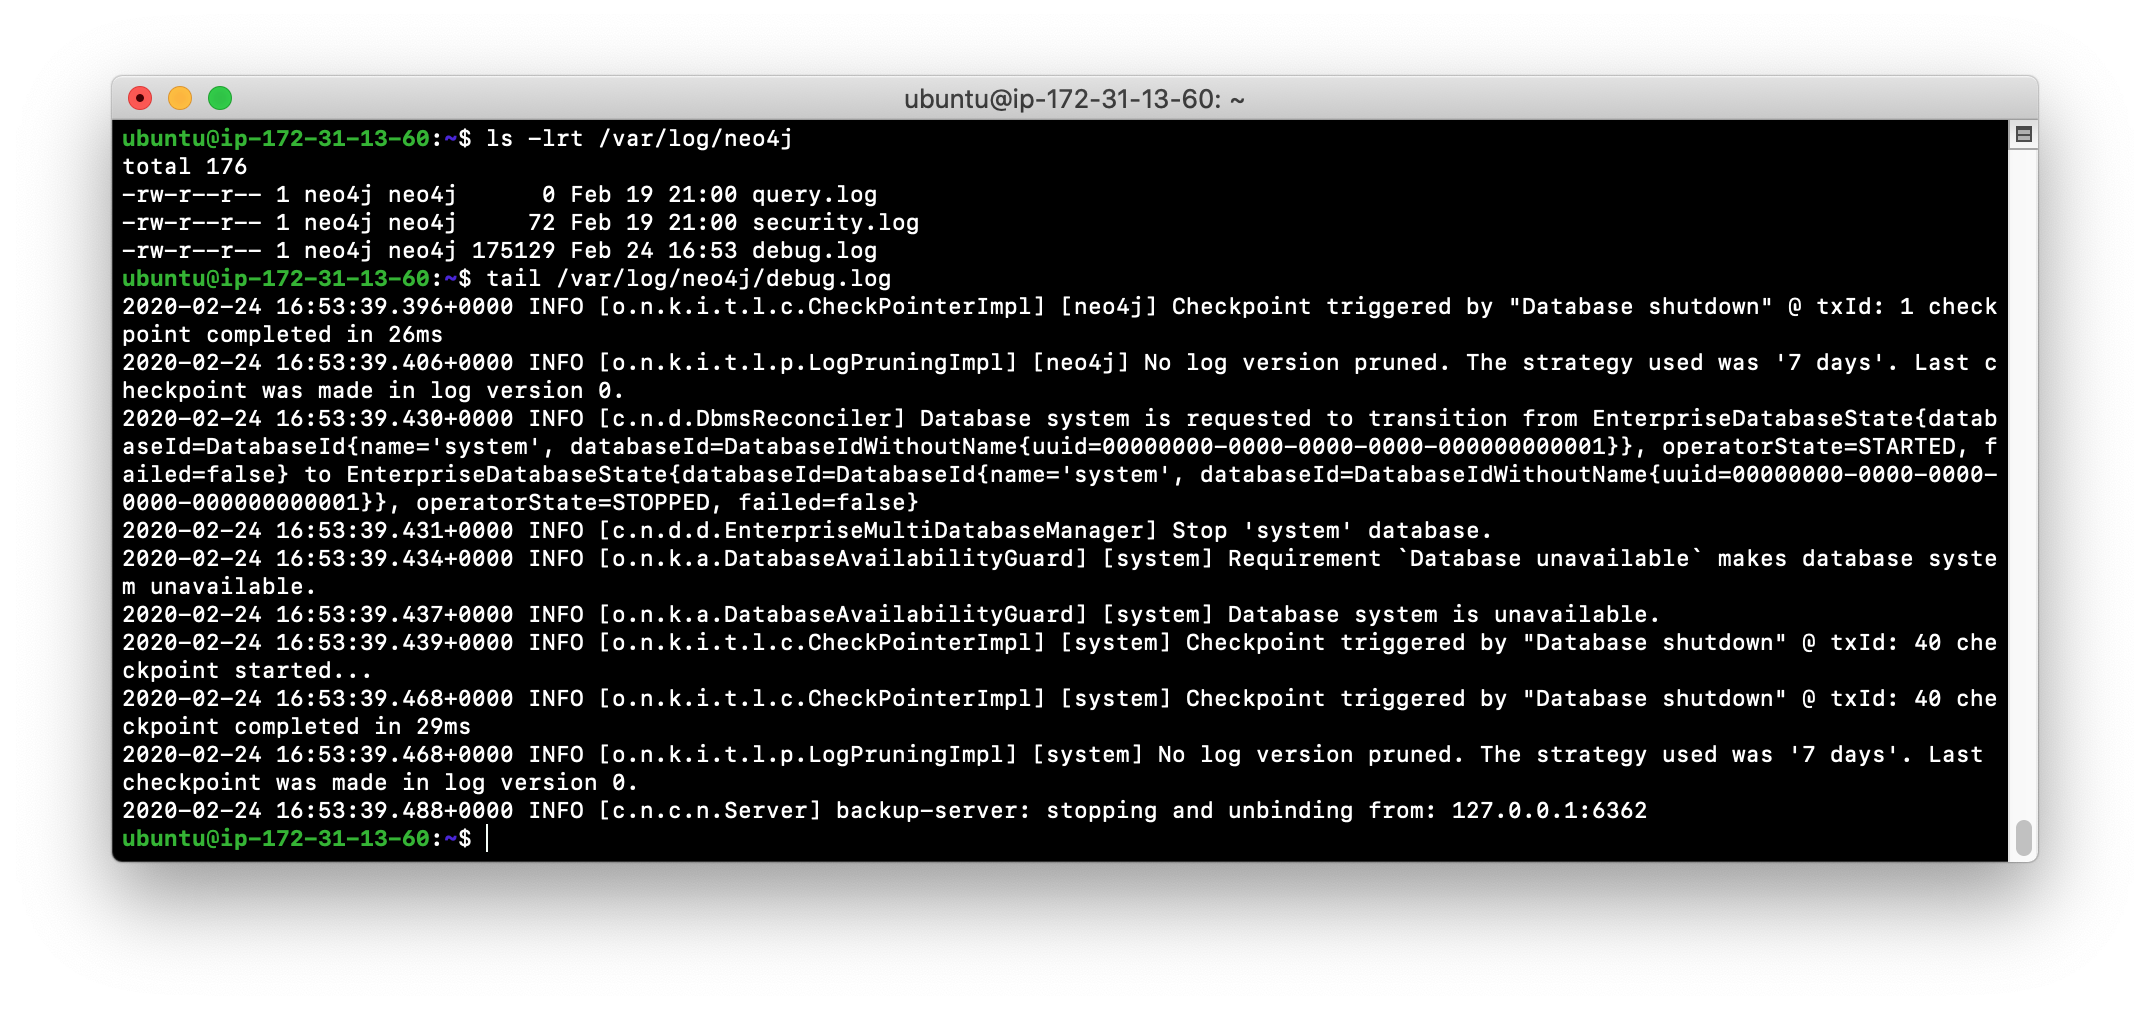 ubuntu@ip-172-31-13-60: ~
ubuntu@ip-172-31-13-60:~$ ls -lrt /var/log/neo4j
total 176
-rw-r--r-- 1 neo4j neo4j      0 Feb 19 21:00 query.log
-rw-r--r-- 1 neo4j neo4j     72 Feb 19 21:00 security.log
-rw-r--r-- 1 neo4j neo4j 175129 Feb 24 16:53 debug.log
ubuntu@ip-172-31-13-60:~$ tail /var/log/neo4j/debug.log
2020-02-24 16:53:39.396+0000 INFO [o.n.k.i.t.l.c.CheckPointerImpl] [neo4j] Checkpoint triggered by "Database shutdown" @ txId: 1 check
point completed in 26ms
2020-02-24 16:53:39.406+0000 INFO [o.n.k.i.t.l.p.LogPruningImpl] [neo4j] No log version pruned. The strategy used was '7 days'. Last c
heckpoint was made in log version 0.
2020-02-24 16:53:39.430+0000 INFO [c.n.d.DbmsReconciler] Database system is requested to transition from EnterpriseDatabaseState{datab
aseId=DatabaseId{name='system', databaseId=DatabaseIdWithoutName{uuid=00000000-0000-0000-0000-000000000001}}, operatorState=STARTED, f
ailed=false} to EnterpriseDatabaseState{databaseId=DatabaseId{name='system', databaseId=DatabaseIdWithoutName{uuid=00000000-0000-0000-
0000-000000000001}}, operatorState=STOPPED, failed=false}
2020-02-24 16:53:39.431+0000 INFO [c.n.d.d.EnterpriseMultiDatabaseManager] Stop 'system' database.
2020-02-24 16:53:39.434+0000 INFO [o.n.k.a.DatabaseAvailabilityGuard] [system] Requirement `Database unavailable` makes database syste
m unavailable.
2020-02-24 16:53:39.437+0000 INFO [o.n.k.a.DatabaseAvailabilityGuard] [system] Database system is unavailable.
2020-02-24 16:53:39.439+0000 INFO [o.n.k.i.t.l.c.CheckPointerImpl] [system] Checkpoint triggered by "Database shutdown" @ txId: 40 che
ckpoint started...
2020-02-24 16:53:39.468+0000 INFO [o.n.k.i.t.l.c.CheckPointerImpl] [system] Checkpoint triggered by "Database shutdown" @ txId: 40 che
ckpoint completed in 29ms
2020-02-24 16:53:39.468+0000 INFO [o.n.k.i.t.l.p.LogPruningImpl] [system] No log version pruned. The strategy used was '7 days'. Last
checkpoint was made in log version 0.
2020-02-24 16:53:39.488+0000 INFO [c.n.c.n.Server] backup-server: stopping and unbinding from: 127.0.0.1:6362
ubuntu@ip-172-31-13-60:~$